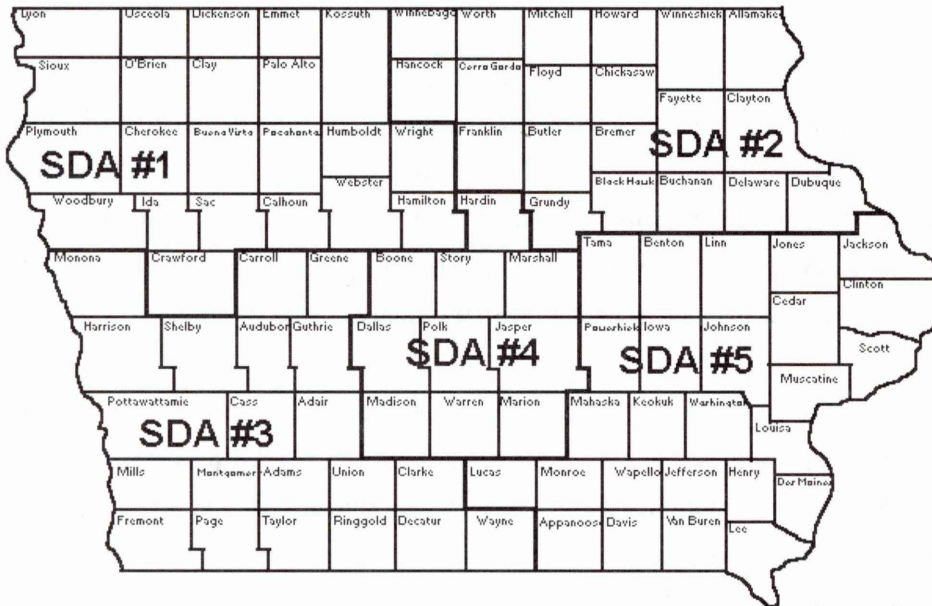 Lyon Osceola Dickenson Emmet Kossuth Winnebago Worth Mitchell Howard Winneshiek Allamake
Sioux O'Brien Clay Palo Alto Hancock Cerro Gordo Floyd Chickasaw
Fayette Clayton
Plymouth Cherokee Buena Vista Pocahonta Humboldt Wright Franklin Butler Bremer
SDA #1 SDA #2
Webster Black Hawk Buchanan Delaware Dubuque
Woodbury Ida Sac Calhoun Hamilton Hardin Grundy
Tama Benton Linn Jones Jackson
Monona Crawford Carroll Greene Boone Story Marshall
Clinton
Cedar
Harrison Shelby Audubon Guthrie Dallas Polk Jasper Poweshiek Iowa Johnson
SDA #4 SDA #5
Scott
Muscatine
Pottawattamie Cass Adair Madison Warren Marion Mahaska Keokuk Washington
SDA #3
Louisa
Mills Montgomer Adams Union Clarke Lucas Monroe Wapello Jefferson Henry
Des Moines
Fremont Page Taylor Ringgold Decatur Wayne Appanoose Davis Van Buren Lee